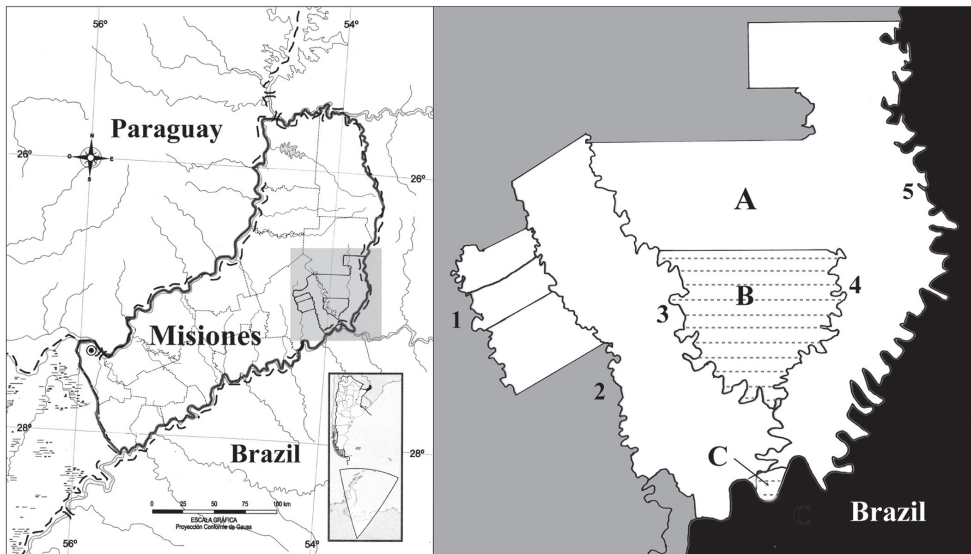 56°
54°
Paraguay
N
O
E
S
26°
26°
Misiones
28°
28°
Brazil
0 25 50 75 100 km
ESCALA GRÁFICA
Proyección Conforme de Gauss
56°
54°
A
5
B
4
3
1
2
C
C
Brazil